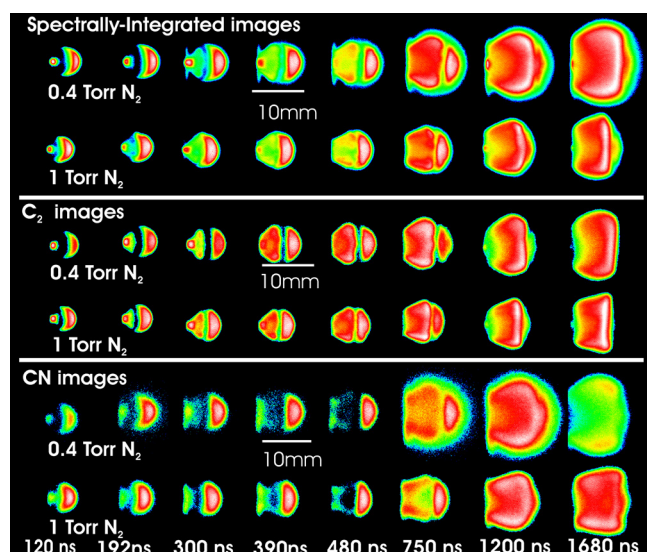 Spectrally-Integrated images
0.4 Torr N₂
10mm
1 Torr N₂
C₂ images
0.4 Torr N₂
10mm
1 Torr N₂
CN images
0.4 Torr N₂
10mm
1 Torr N₂
120 ns 192ns 300 ns 390ns 480 ns 750 ns 1200 ns 1680 ns